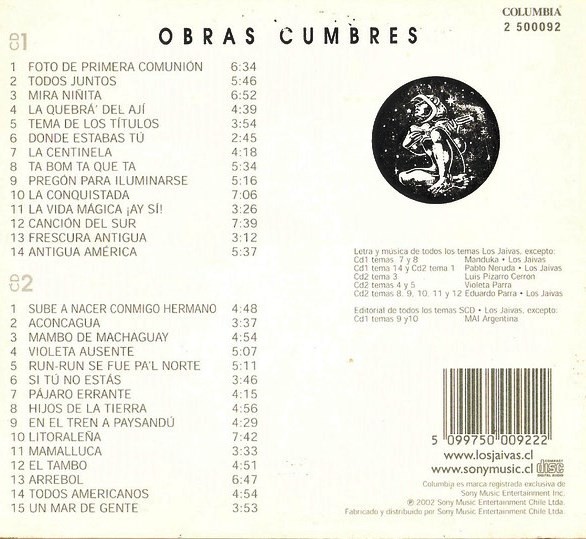 COLUMBIA
2 500092
OBRAS CUMBRES
CD1
1 FOTO DE PRIMERA COMUNIÓN 6:34
2 TODOS JUNTOS 5:46
3 MIRA NIÑITA 6:52
4 LA QUEBRÁ' DEL AJÍ 4:39
5 TEMA DE LOS TÍTULOS 3:54
6 DONDE ESTABAS TÚ 2:45
7 LA CENTINELA 4:18
8 TA BOM TA QUE TA 5:34
9 PREGÓN PARA ILUMINARSE 5:16
10 LA CONQUISTADA 7:06
11 LA VIDA MÁGICA ¡AY SÍ! 3:26
12 CANCIÓN DEL SUR 7:39
13 FRESCURA ANTIGUA 3:12
14 ANTIGUA AMÉRICA 5:37
CD2
1 SUBE A NACER CONMIGO HERMANO 4:48
2 ACONCAGUA 3:37
3 MAMBO DE MACHAGUAY 4:54
4 VIOLETA AUSENTE 5:10
5 RUN-RUN SE FUE PA'L NORTE 5:11
6 SI TÚ NO ESTÁS 3:46
7 PÁJARO ERRANTE 4:15
8 HIJOS DE LA TIERRA 4:56
9 EN EL TREN A PAYSANDÚ 4:29
10 LITORALEÑA 7:42
11 MAMALLUCA 3:33
12 EL TAMBO 4:51
13 ARREBOL 6:47
14 TODOS AMERICANOS 4:54
15 UN MAR DE GENTE 3:53
Letra y musica de todos los temas Los Jaivas, excepto:
Cd1 temas 7 y 8 Manduka • Los Jaivas
Cd1 tema 14 y Cd2 tema 1 Pablo Neruda • Los Jaivas
Cd2 tema 3 Luis Pizarro Cerrón
Cd2 temas 4 y 5 Violeta Parra
Cd2 temas 8, 9, 10, 11 y 12 Eduardo Parra • Los Jaivas
Editorial de todos los temas SCD • Los Jaivas, excepto:
Cd1 temas 9 y10 MAI Argentina
5 099750 009222
www.losjaivas.cl
www.sonymusic.cl
COMPACT
disc
DIGITAL AUDIO
Columbia es marca registrada exclusiva de
Sony Music Entertainment Inc.
℗ 2002 Sony Music Entertainment Chile Ltda.
Fabricado y distribuido por Sony Music Entertainment Chile Ltda.